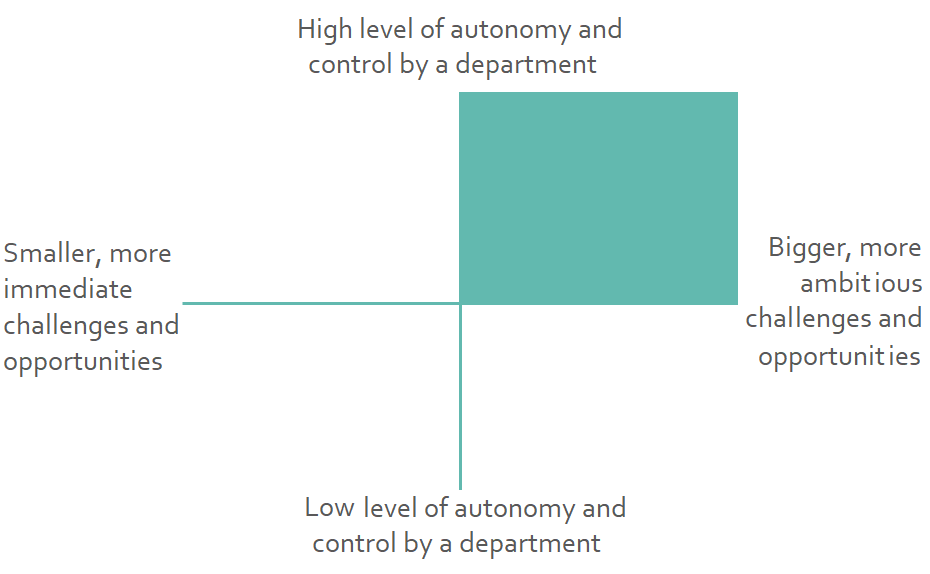 High level of autonomy and
control by a department
Smaller, more
immediate
challenges and
opportunities
Bigger, more
ambitious
challenges and
opportunities
Low level of autonomy and
control by a department